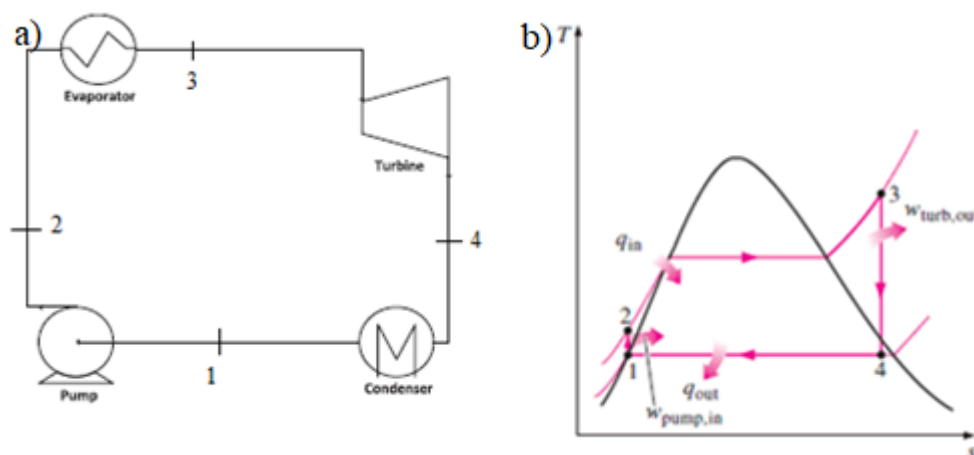 a)
Evaporator
3
Turbine
2
4
1
Pump
Condenser
b)
T
3
w turb,ou
q in
2
1
4
q out
w pump,in
s